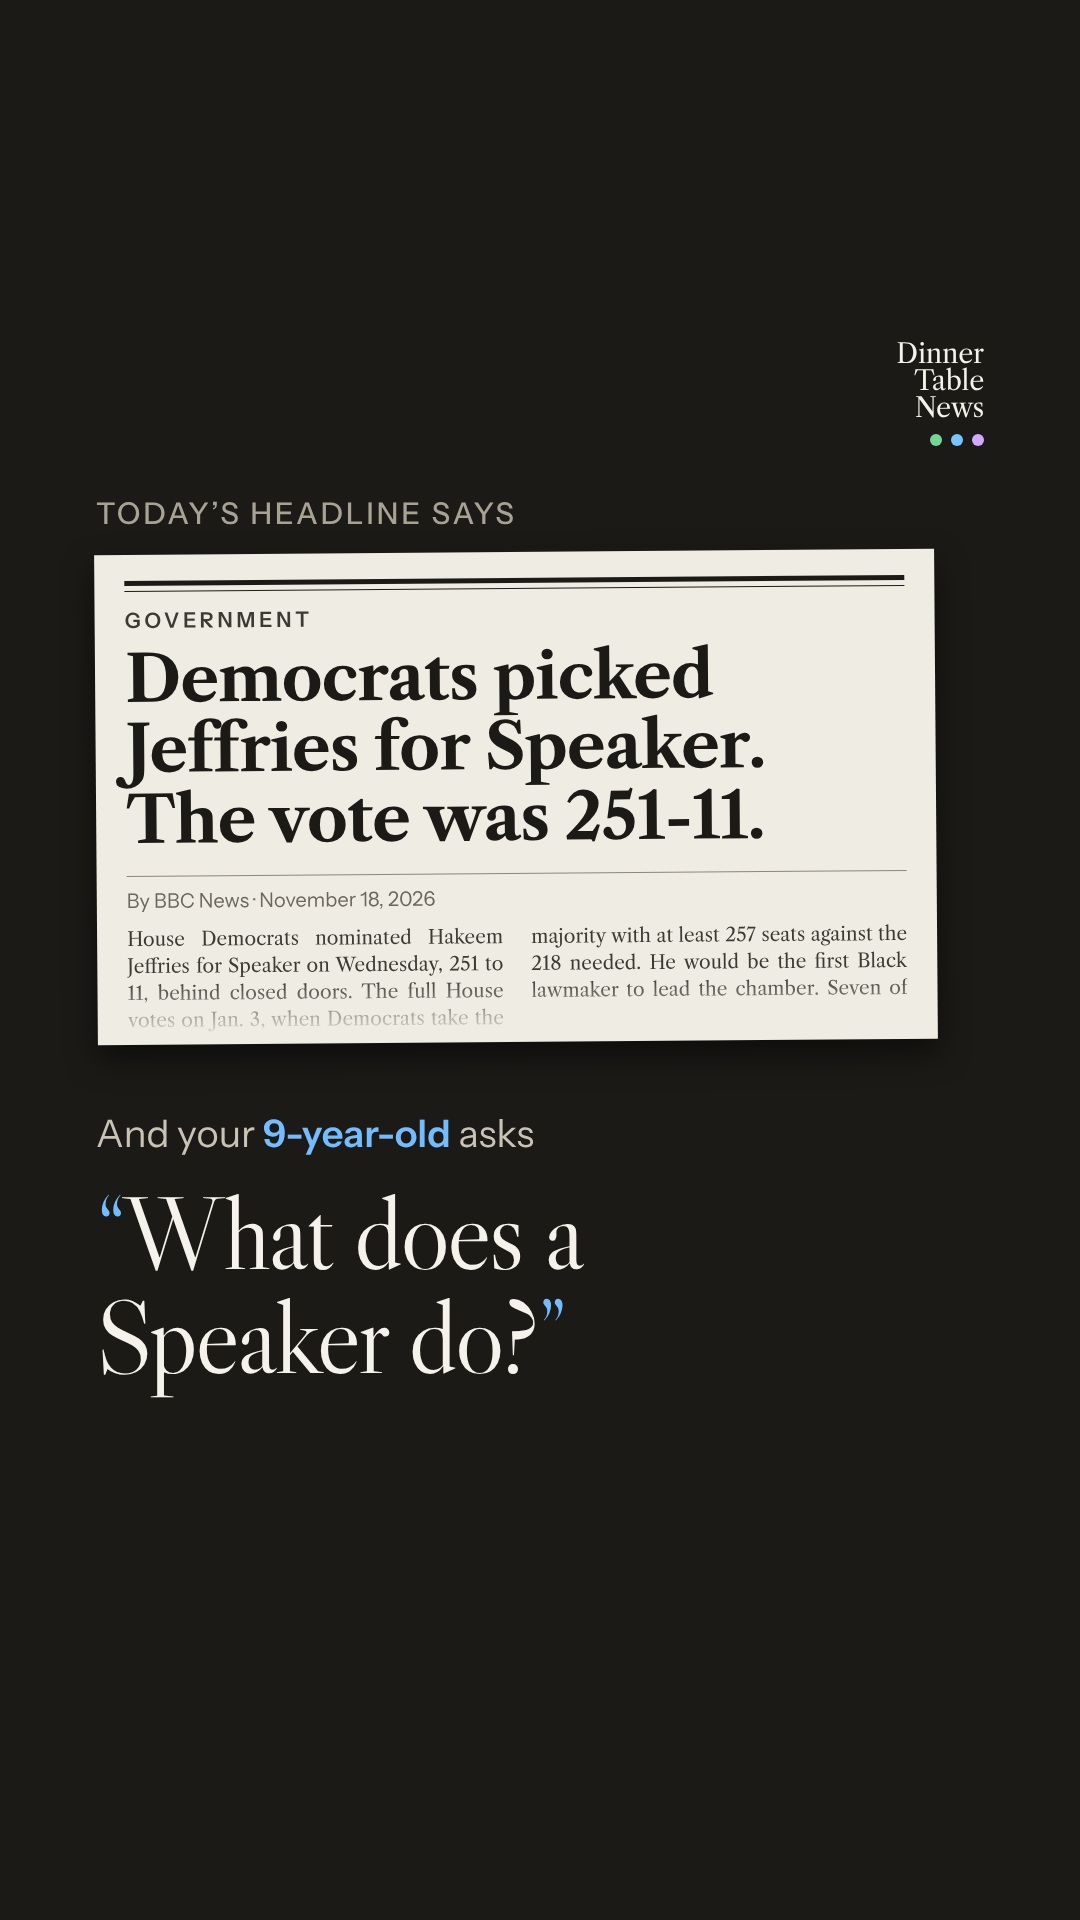 Dinner
Table
News
TODAY’S HEADLINE SAYS
GOVERNMENT
Democrats picked
Jeffries for Speaker.
The vote was 251-11.
By BBC News · November 18, 2026
House Democrats nominated Hakeem
Jeffries for Speaker on Wednesday, 251 to
11, behind closed doors. The full House
votes on Jan. 3, when Democrats take the
majority with at least 257 seats against the
218 needed. He would be the first Black
lawmaker to lead the chamber. Seven of
And your 9-year-old asks
“What does a
Speaker do?”